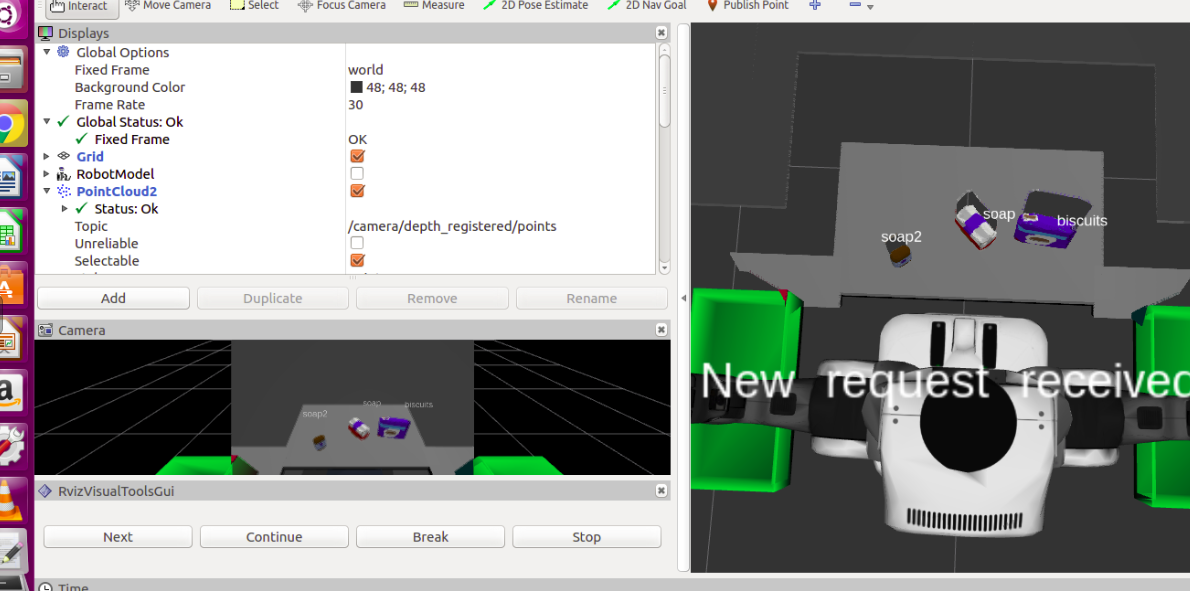 Interact Move Camera Select Focus Camera Measure 2D Pose Estimate 2D Nav Goal Publish Point
Displays
Global Options
Fixed Frame world
Background Color 48; 48; 48
Frame Rate 30
Global Status: Ok
Fixed Frame OK
Grid
RobotModel
PointCloud2
Status: Ok
Topic /camera/depth_registered/points
Unreliable
Selectable
Add Duplicate Remove Rename
Camera
soap2 soap biscuits
RvizVisualToolsGui
Next Continue Break Stop
Time
soap biscuits
soap2
New request received
a